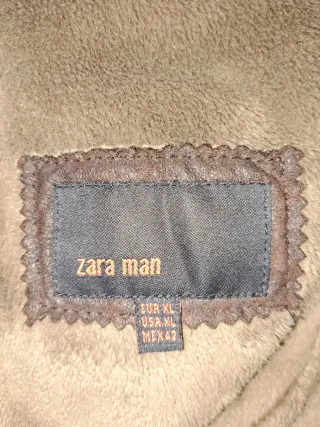 zara man
EUR XL
USA XL
MEX 42